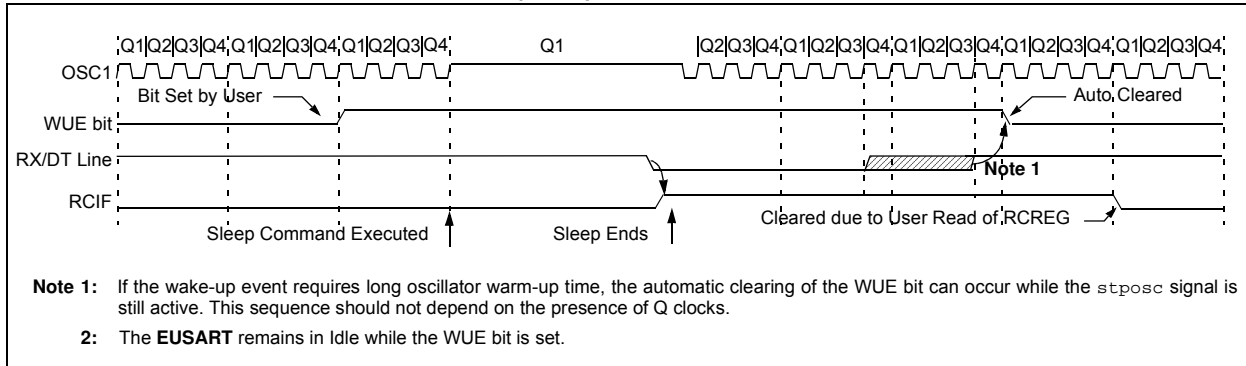 Q1 Q2 Q3 Q4 Q1 Q2 Q3 Q4 Q1 Q2 Q3 Q4 Q1 Q2 Q3 Q4 Q1 Q2 Q3 Q4 Q1 Q2 Q3 Q4 Q1 Q2 Q3 Q4 Q1 Q2 Q3 Q4
OSC1
Bit Set by User
Auto Cleared
WUE bit
RX/DT Line
Note 1
RCIF
Cleared due to User Read of RCREG
Sleep Command Executed
Sleep Ends
Note 1: If the wake-up event requires long oscillator warm-up time, the automatic clearing of the WUE bit can occur while the stposc signal is
still active. This sequence should not depend on the presence of Q clocks.
2: The EUSART remains in Idle while the WUE bit is set.